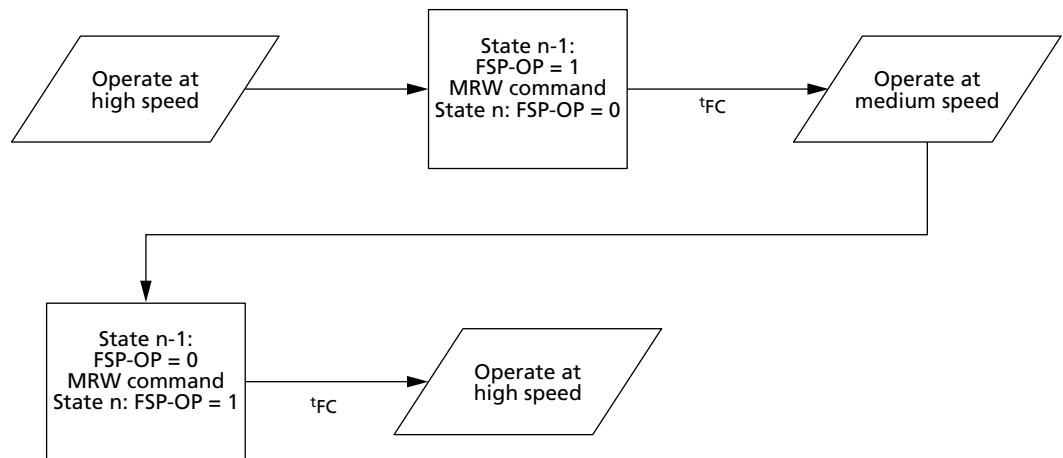 Operate at
high speed
State n-1:
FSP-OP = 1
MRW command
State n: FSP-OP = 0
tFC
Operate at
medium speed
State n-1:
FSP-OP = 0
MRW command
State n: FSP-OP = 1
tFC
Operate at
high speed